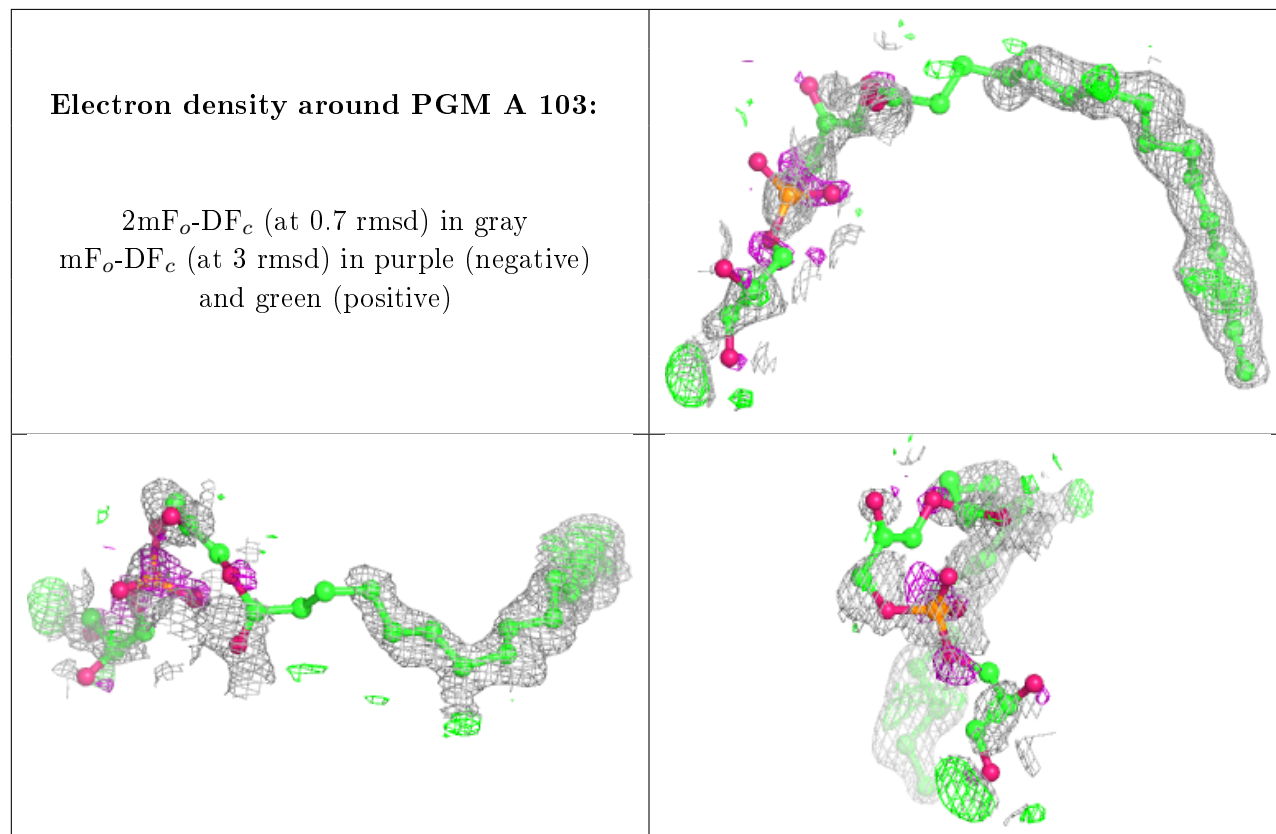 Electron density around PGM A 103:
2mFo-DFc (at 0.7 rmsd) in gray
mFo-DFc (at 3 rmsd) in purple (negative)
and green (positive)